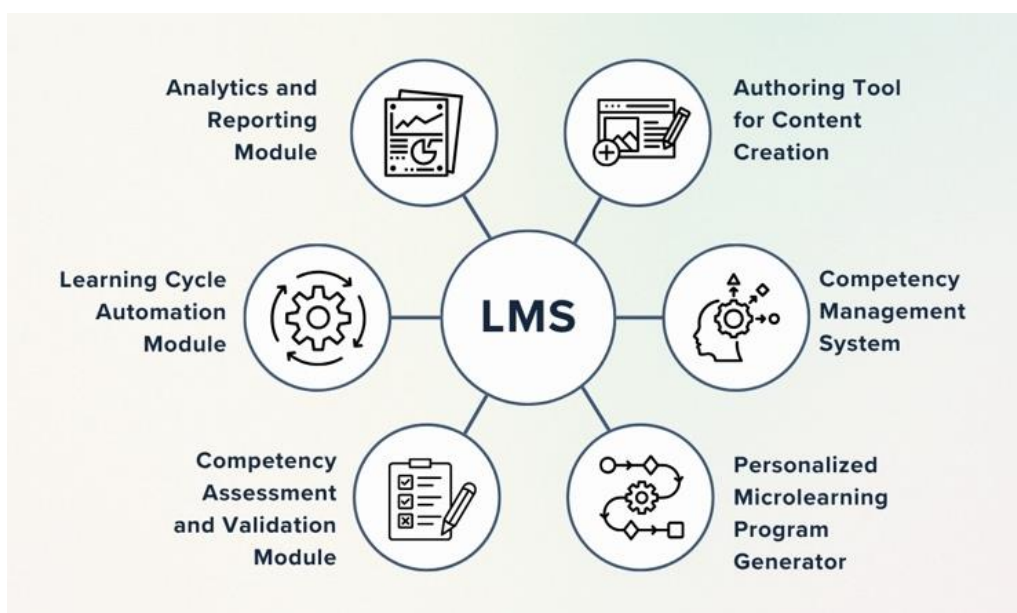 Analytics and
Reporting
Module
Authoring Tool
for Content
Creation
Learning Cycle
Automation
Module
LMS
Competency
Management
System
Competency
Assessment
and Validation
Module
Personalized
Microlearning
Program
Generator